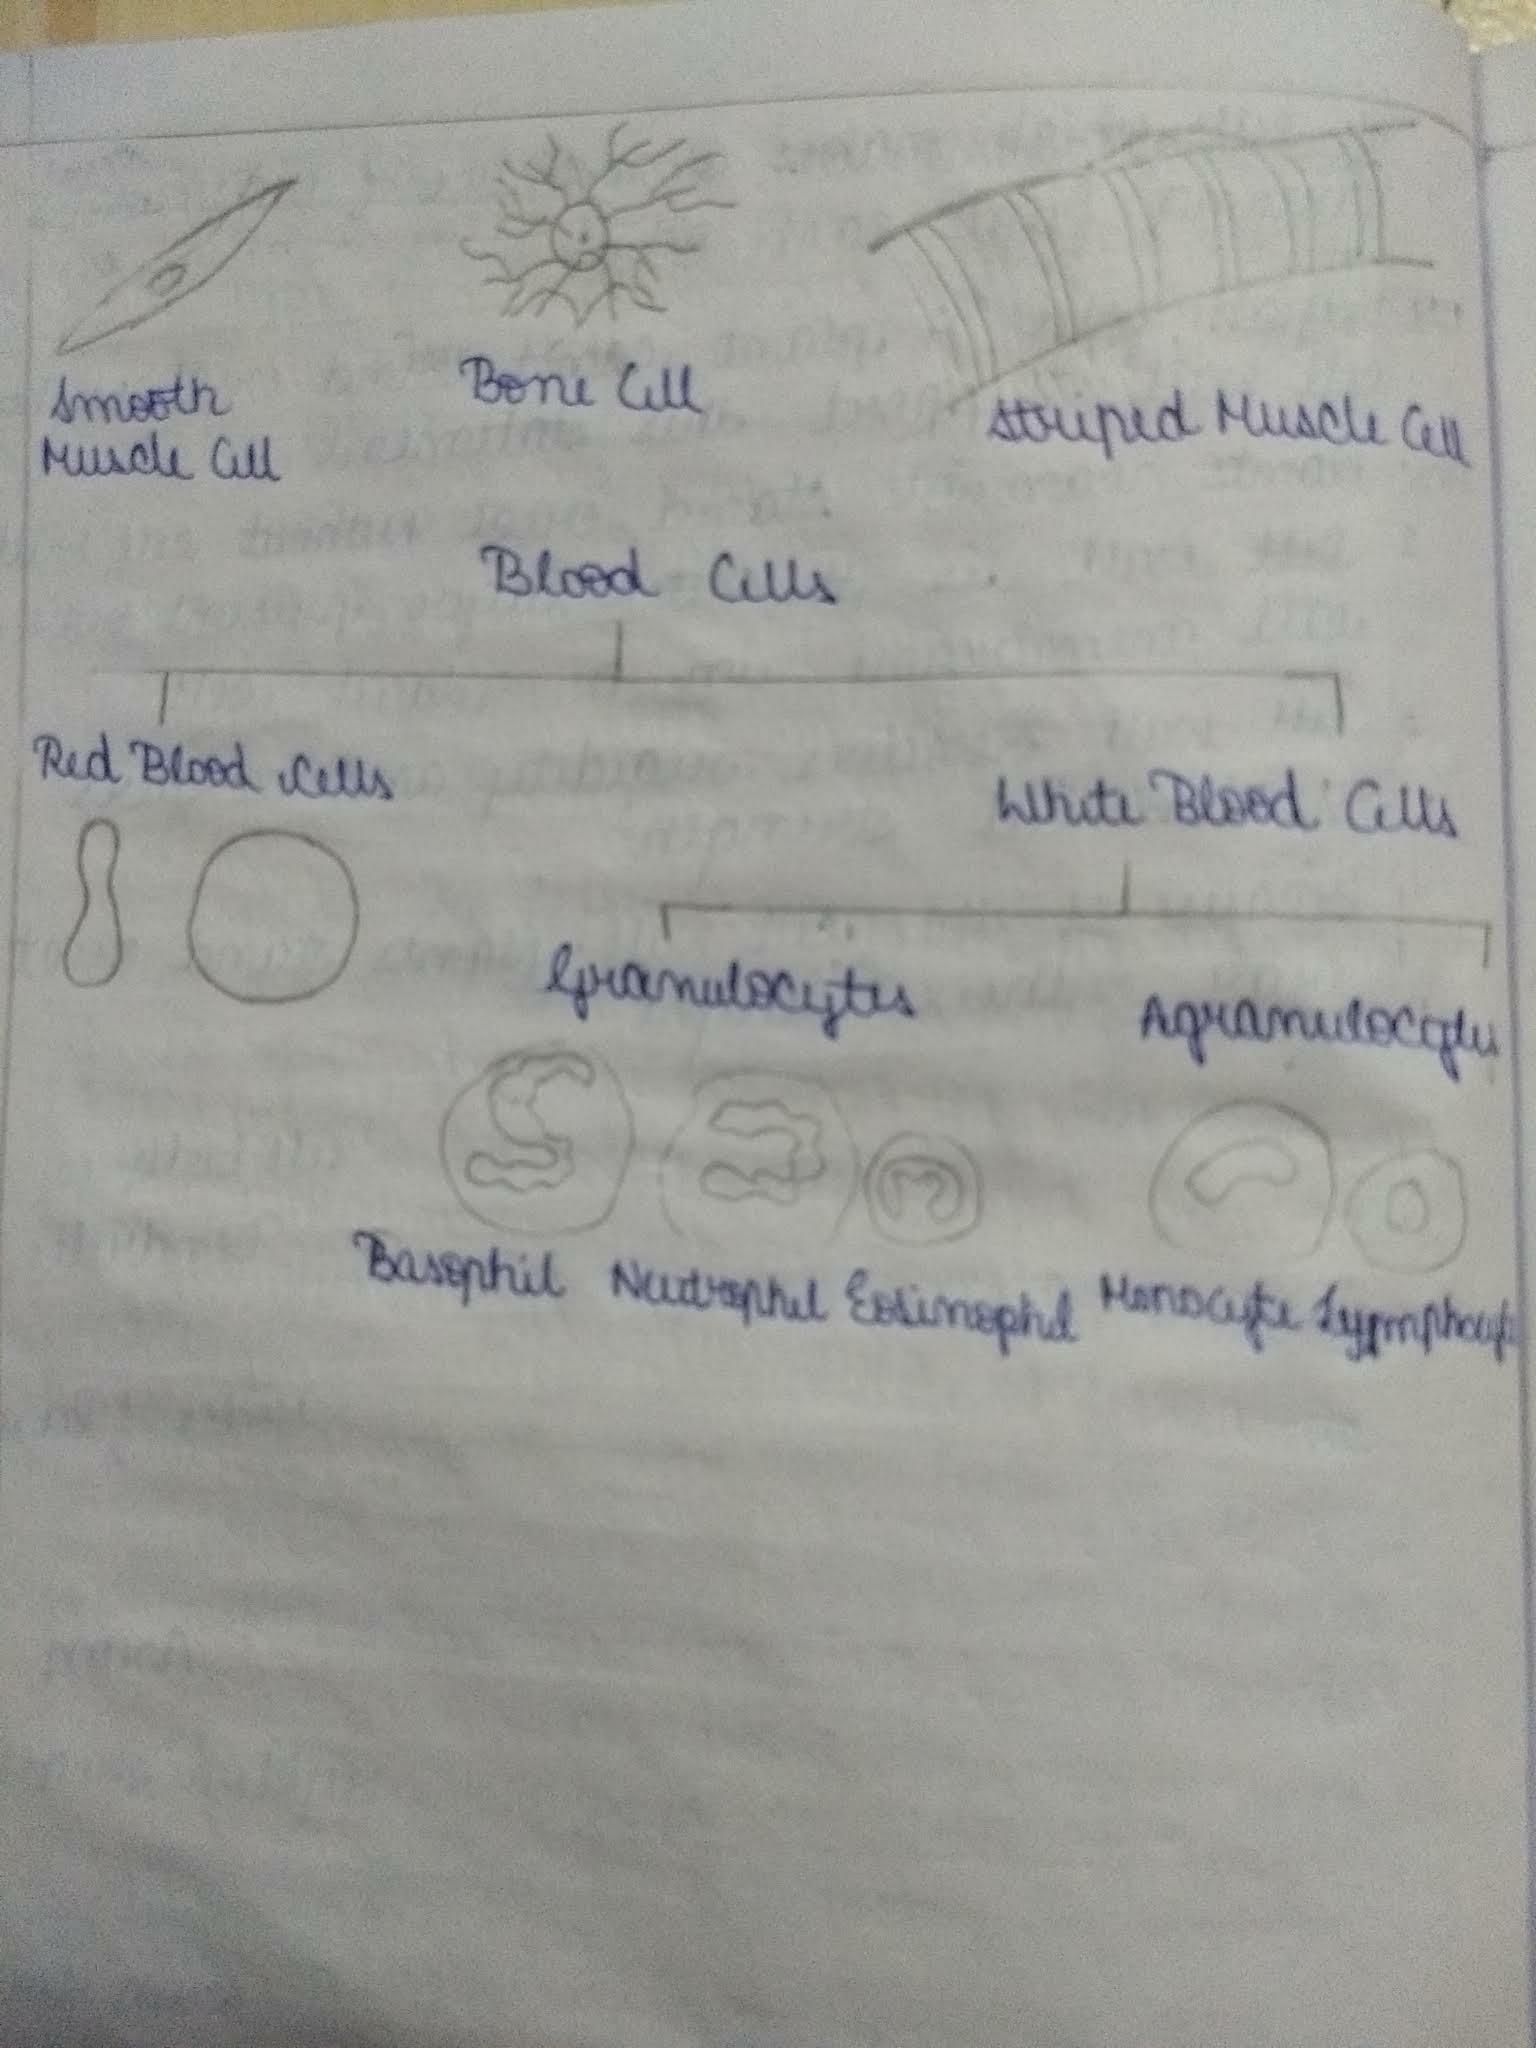 Smooth
Muscle Cell
Bone Cell
Striped Muscle Cell
Blood Cells
Red Blood Cells
White Blood Cells
Granulocytes
Agranulocytes
Basophil Neutrophil Eosinophil Monocyte Lymphocyte